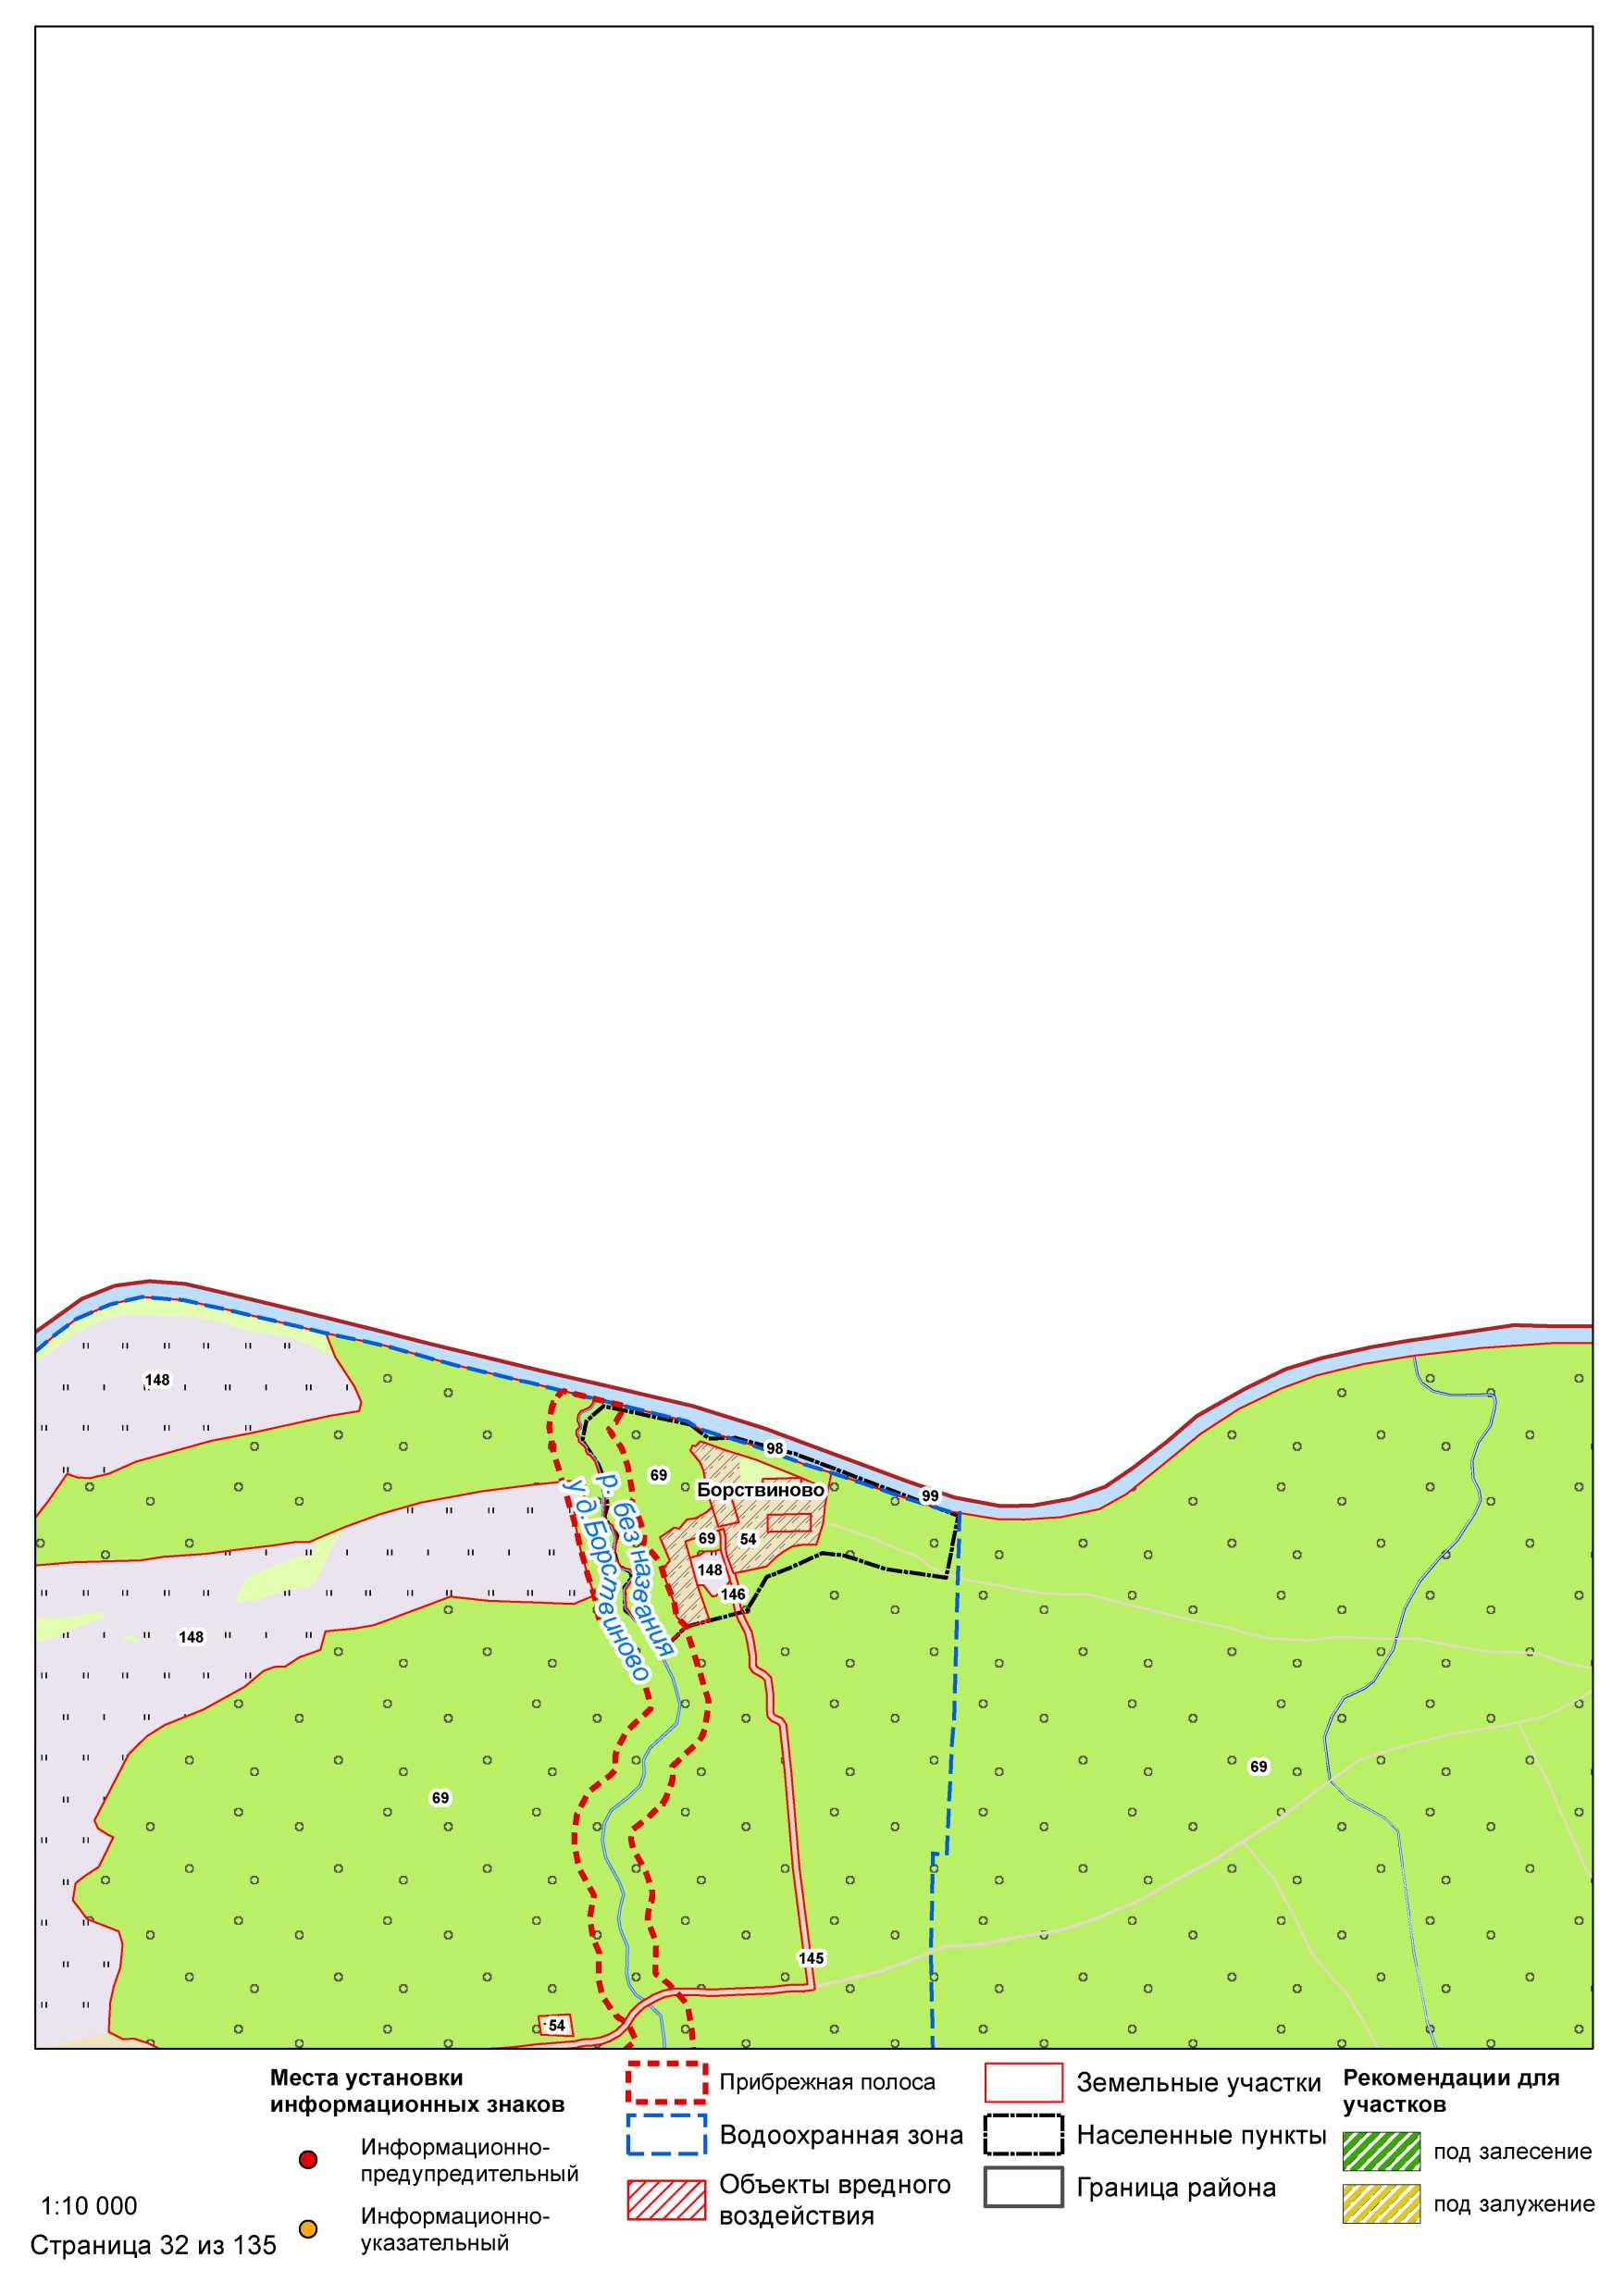 148
98
69
Борствиново
99
р. без названия
у д.Борствиново
69
54
148
146
148
69
69
145
54
Места установки
информационных знаков
Информационно-
предупредительный
Информационно-
указательный
1:10 000
Страница 32 из 135
Прибрежная полоса
Водоохранная зона
Объекты вредного
воздействия
Земельные участки
Населенные пункты
Граница района
Рекомендации для
участков
под залесение
под залужение